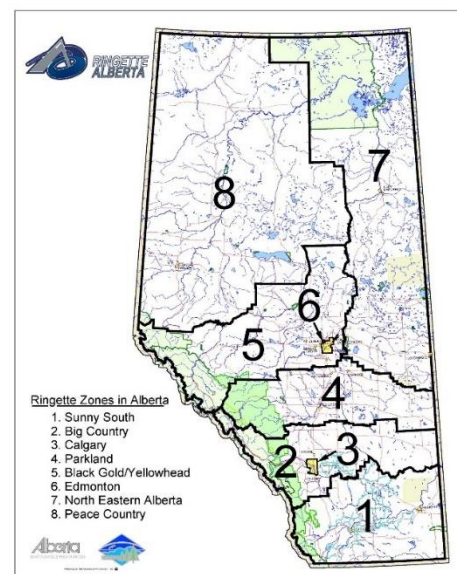 RINGETTE
ALBERTA
8
7
6
5
4
3
2
1
Ringette Zones in Alberta
1. Sunny South
2. Big Country
3. Calgary
4. Parkland
5. Black Gold/Yellowhead
6. Edmonton
7. North Eastern Alberta
8. Peace Country
Alberta